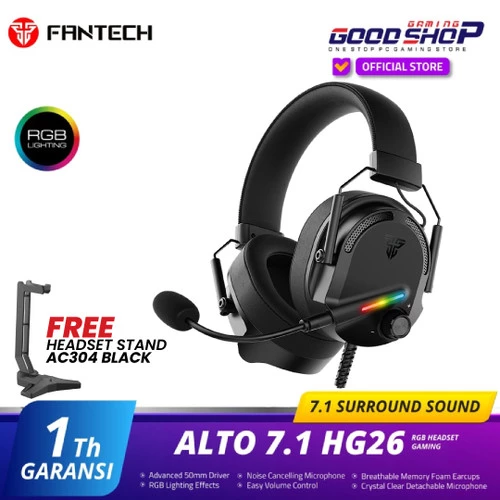 FANTECH
GAMING
GOODSHOP
ONE STOP PC GAMING STORE
OFFICIAL STORE
RGB
LIGHTING
FREE
HEADSET STAND
AC304 BLACK
7.1 SURROUND SOUND
1 Th
GARANSI
ALTO 7.1 HG26
RGB HEADSET
GAMING
• Advanced 50mm Driver
• Noise Cancelling Microphone
• Breathable Memory Foam Earcups
• RGB Lighting Effects
• Easy Volume Control
• Crystal Clear Detachable Microphone